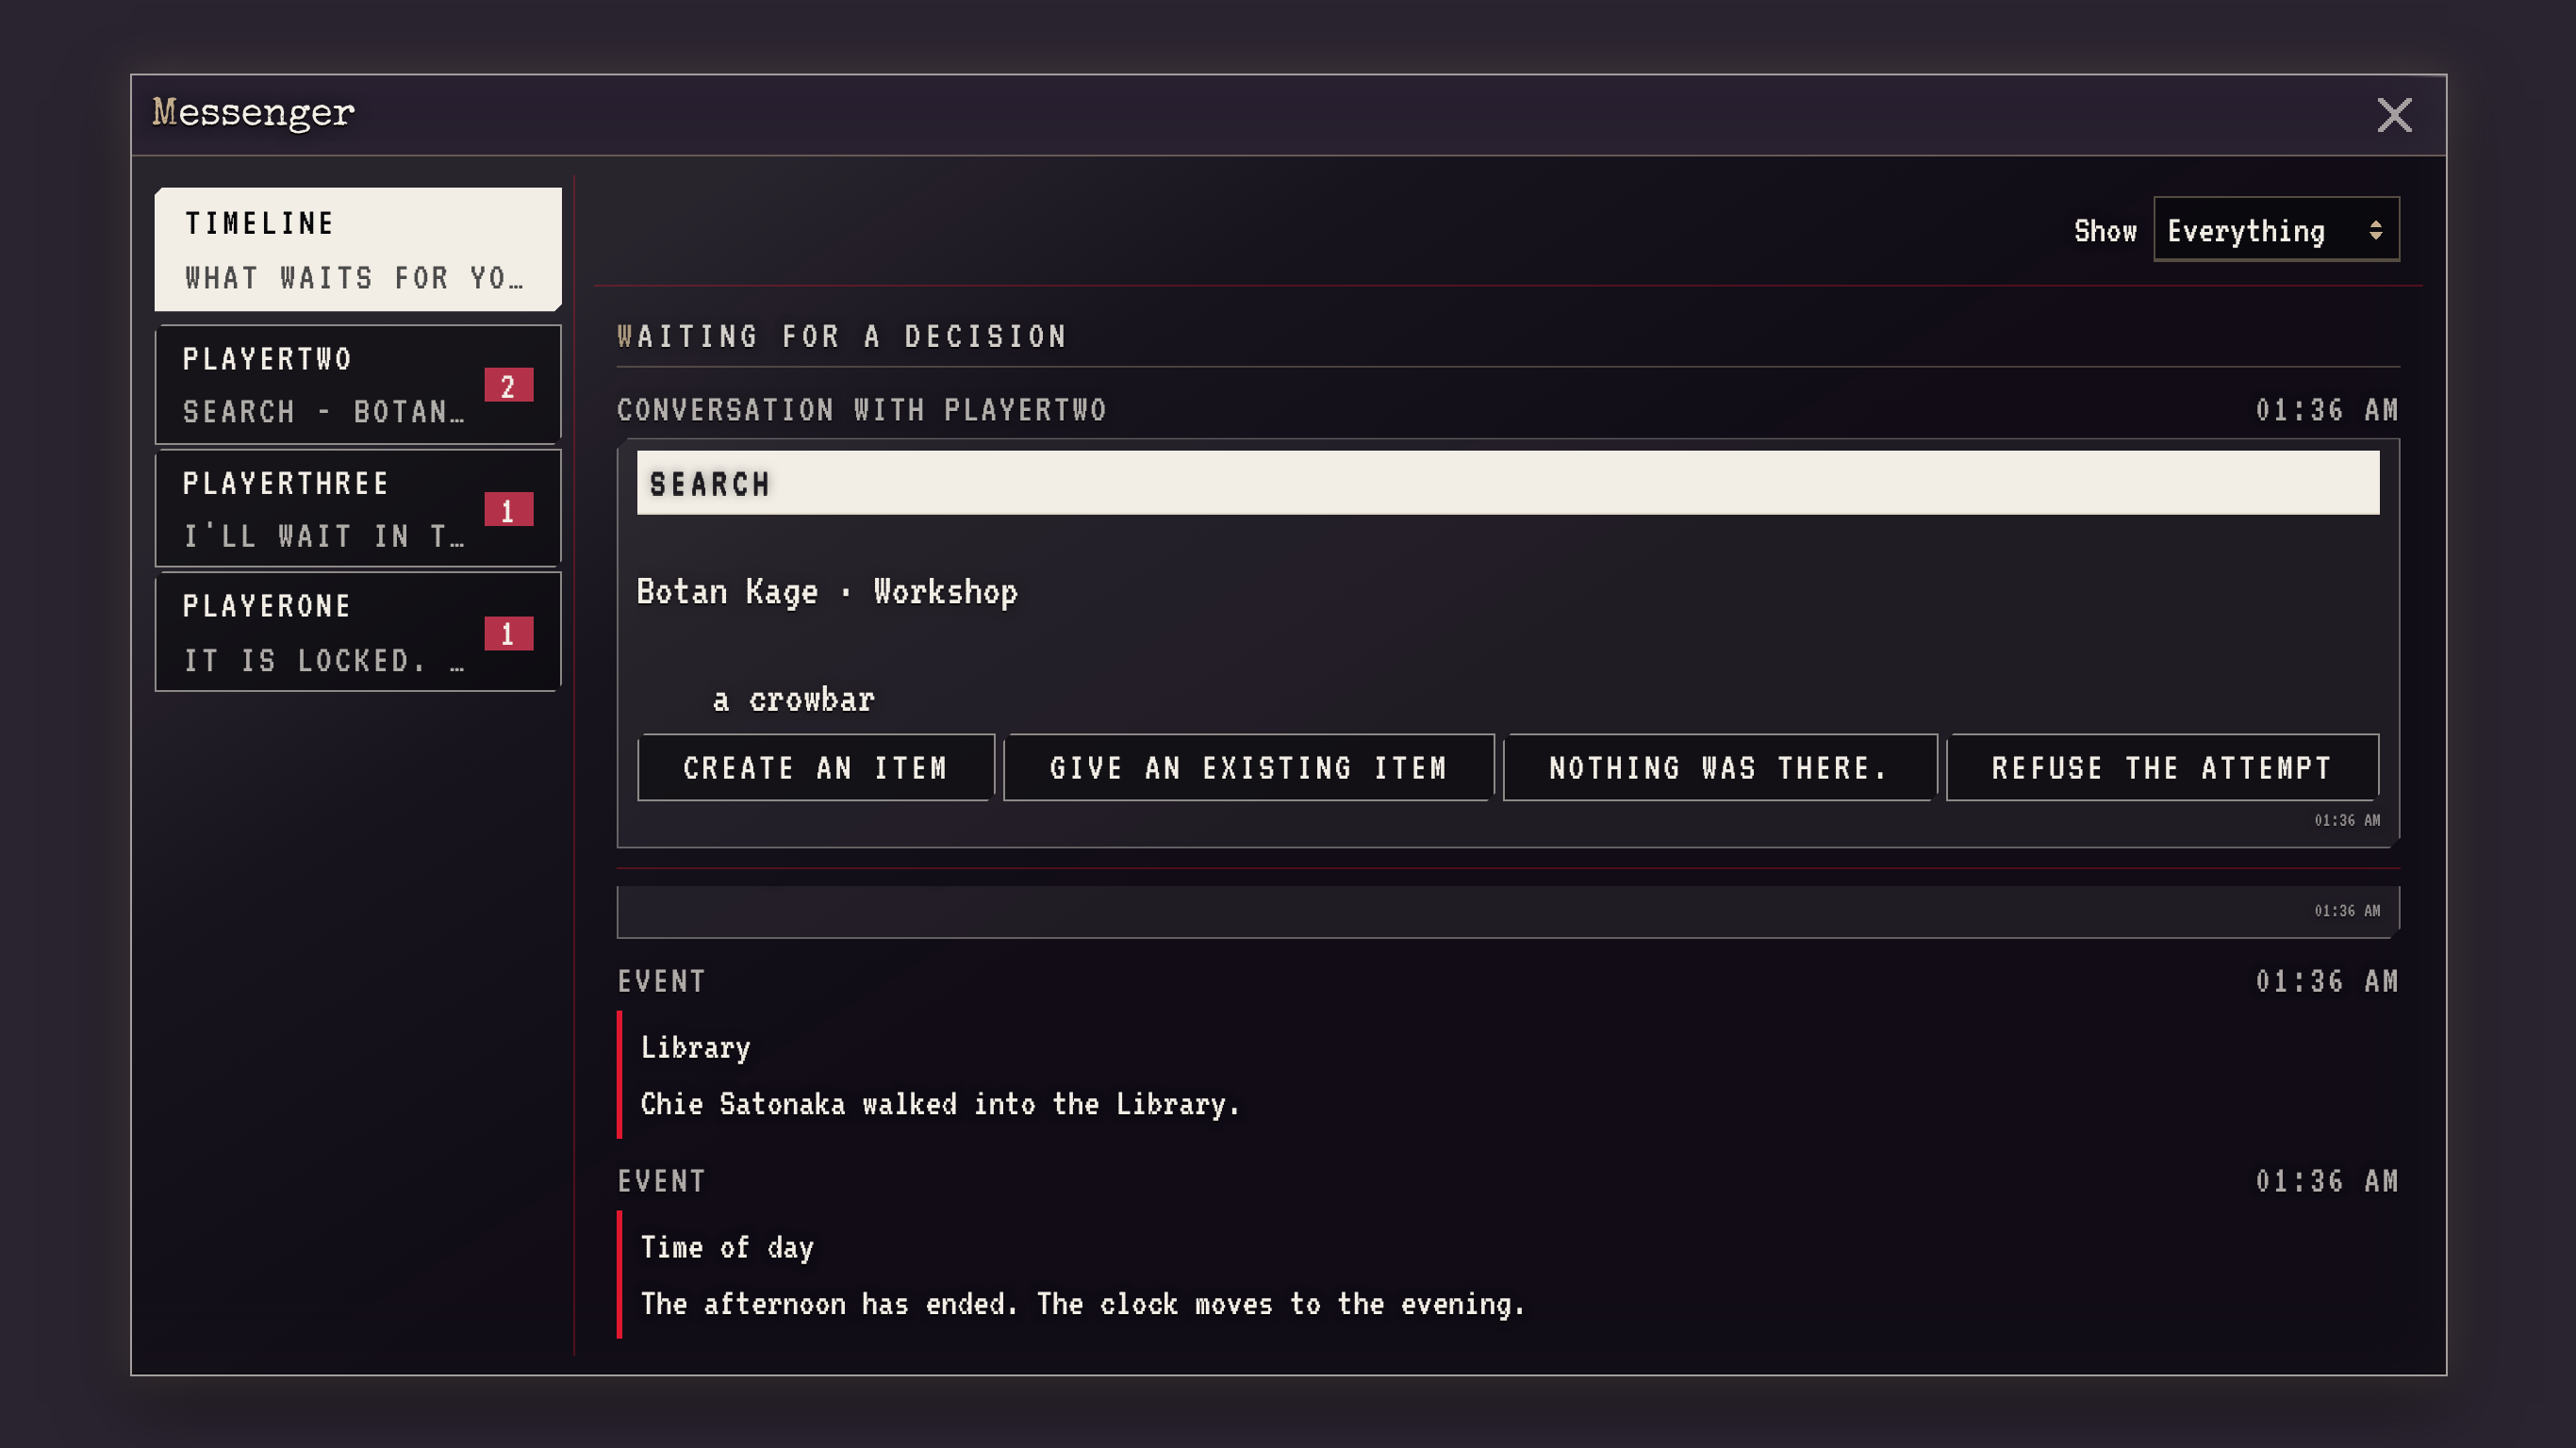 Messenger
TIMELINE
WHAT WAITS FOR YO…
PLAYERTWO
2
SEARCH - BOTAN…
PLAYERTHREE
1
I'LL WAIT IN T…
PLAYERONE
1
IT IS LOCKED. …
Show Everything
WAITING FOR A DECISION
CONVERSATION WITH PLAYERTWO 01:36 AM
SEARCH
Botan Kage · Workshop
a crowbar
CREATE AN ITEM GIVE AN EXISTING ITEM NOTHING WAS THERE. REFUSE THE ATTEMPT
01:36 AM
01:36 AM
EVENT 01:36 AM
Library
Chie Satonaka walked into the Library.
EVENT 01:36 AM
Time of day
The afternoon has ended. The clock moves to the evening.